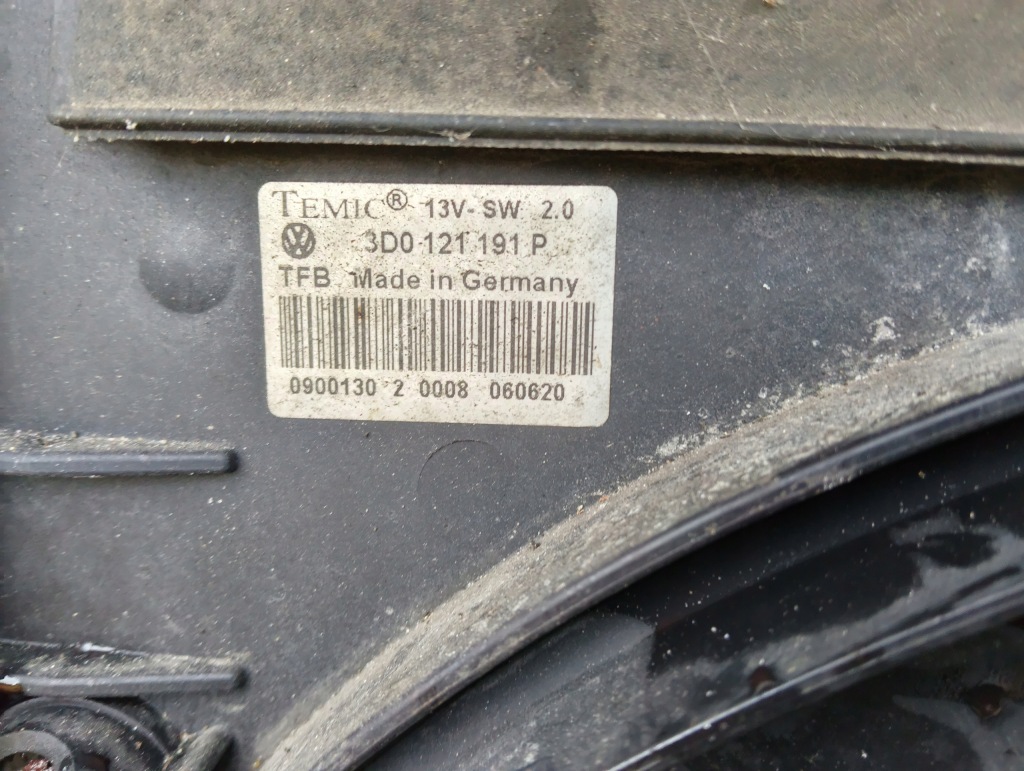 TEMIC® 13V- SW 2.0
3D0 121 191 P
TFB Made in Germany
0900130 2 0008 060620